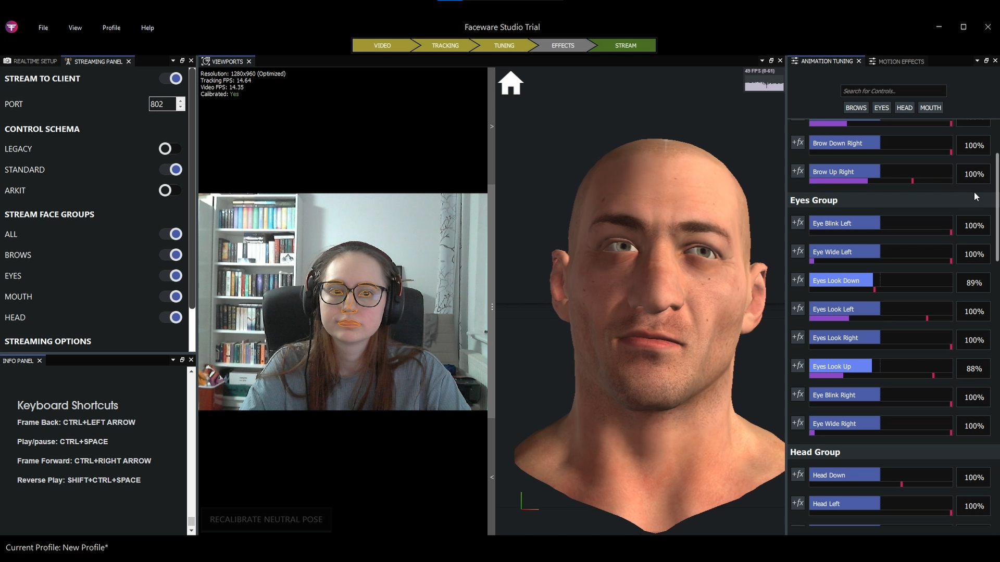 File View Profile Help
Faceware Studio Trial
VIDEO TRACKING TUNING EFFECTS STREAM
REALTIME SETUP STREAMING PANEL
STREAM TO CLIENT
PORT 802
CONTROL SCHEMA
LEGACY
STANDARD
ARKIT
STREAM FACE GROUPS
ALL
BROWS
EYES
MOUTH
HEAD
STREAMING OPTIONS
INFO PANEL
Keyboard Shortcuts
Frame Back: CTRL+LEFT ARROW
Play/pause: CTRL+SPACE
Frame Forward: CTRL+RIGHT ARROW
Reverse Play: SHIFT+CTRL+SPACE
VIEWPORTS
Resolution: 1280x960 (Optimized)
Tracking FPS: 14.64
Video FPS: 14.35
Calibrated: Yes
RECALIBRATE NEUTRAL POSE
49 FPS (0-61)
ANIMATION TUNING MOTION EFFECTS
Search for Controls..
BROWS EYES HEAD MOUTH
+fx Brow Down Right 100%
+fx Brow Up Right 100%
Eyes Group
+fx Eye Blink Left 100%
+fx Eye Wide Left 100%
+fx Eyes Look Down 89%
+fx Eyes Look Left 100%
+fx Eyes Look Right 100%
+fx Eyes Look Up 88%
+fx Eye Blink Right 100%
+fx Eye Wide Right 100%
Head Group
+fx Head Down 100%
+fx Head Left 100%
Current Profile: New Profile*